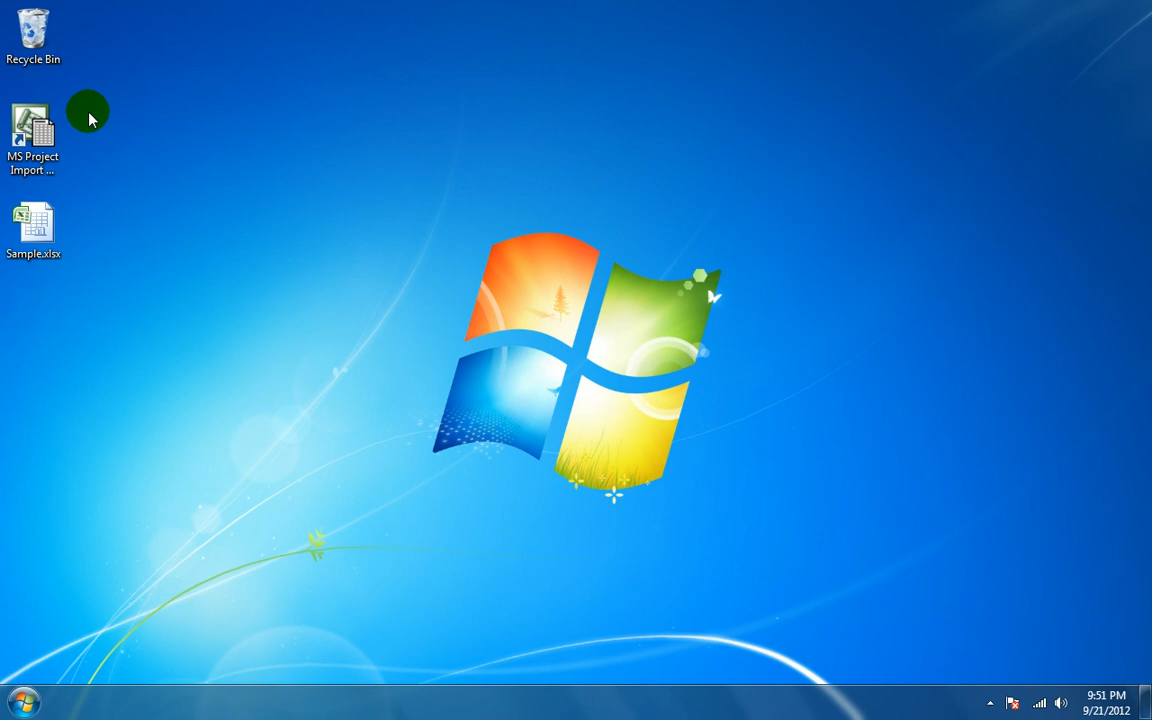 Recycle Bin
MS Project
Import ...
Sample.xlsx
9:51 PM
9/21/2012